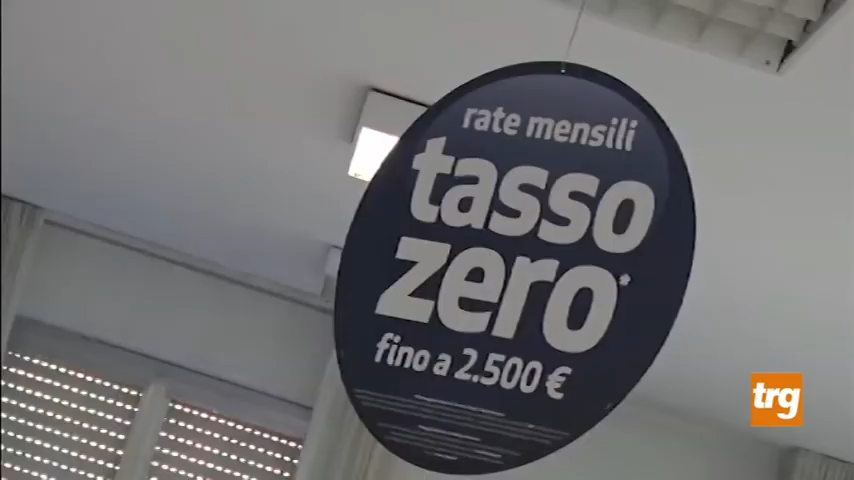 rate mensili
tasso
zero*
fino a 2.500 €
trg